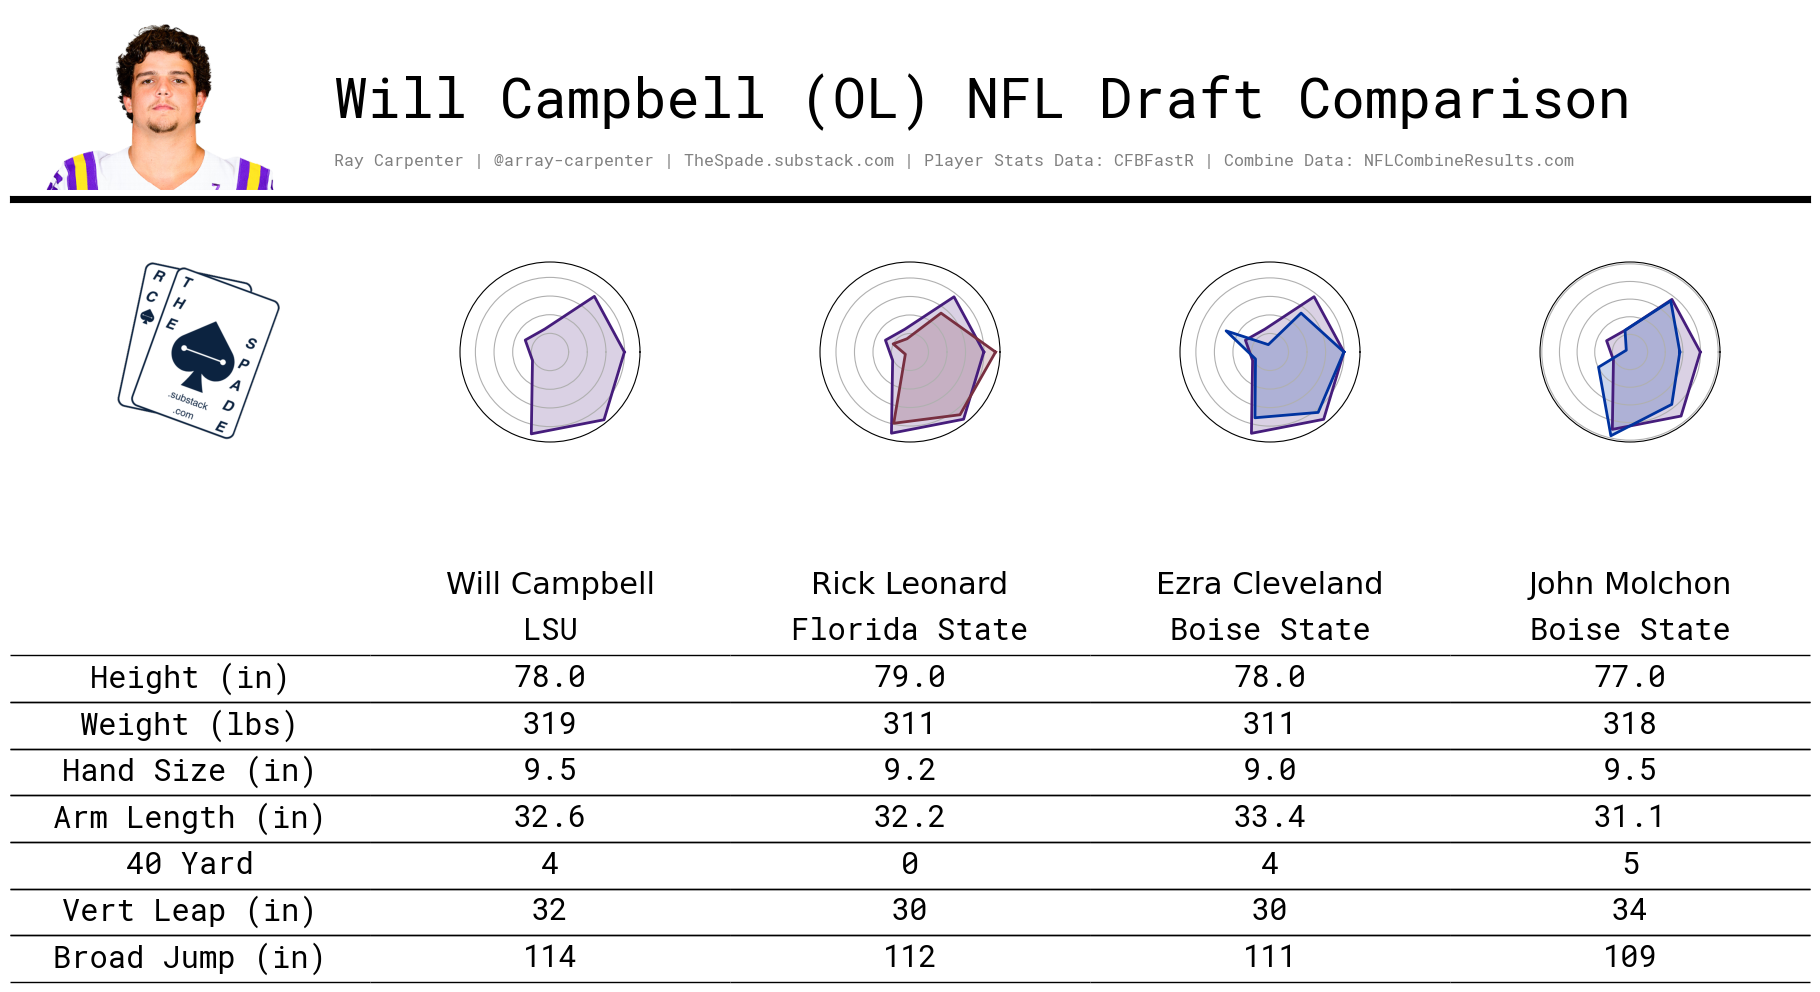 Will Campbell (OL) NFL Draft Comparison
Ray Carpenter | @array-carpenter | TheSpade.substack.com | Player Stats Data: CFBFastR | Combine Data: NFLCombineResults.com
R C
THE SPADE
.substack
.com
Will Campbell Rick Leonard Ezra Cleveland John Molchon
LSU Florida State Boise State Boise State
Height (in) 78.0 79.0 78.0 77.0
Weight (lbs) 319 311 311 318
Hand Size (in) 9.5 9.2 9.0 9.5
Arm Length (in) 32.6 32.2 33.4 31.1
40 Yard 4 0 4 5
Vert Leap (in) 32 30 30 34
Broad Jump (in) 114 112 111 109